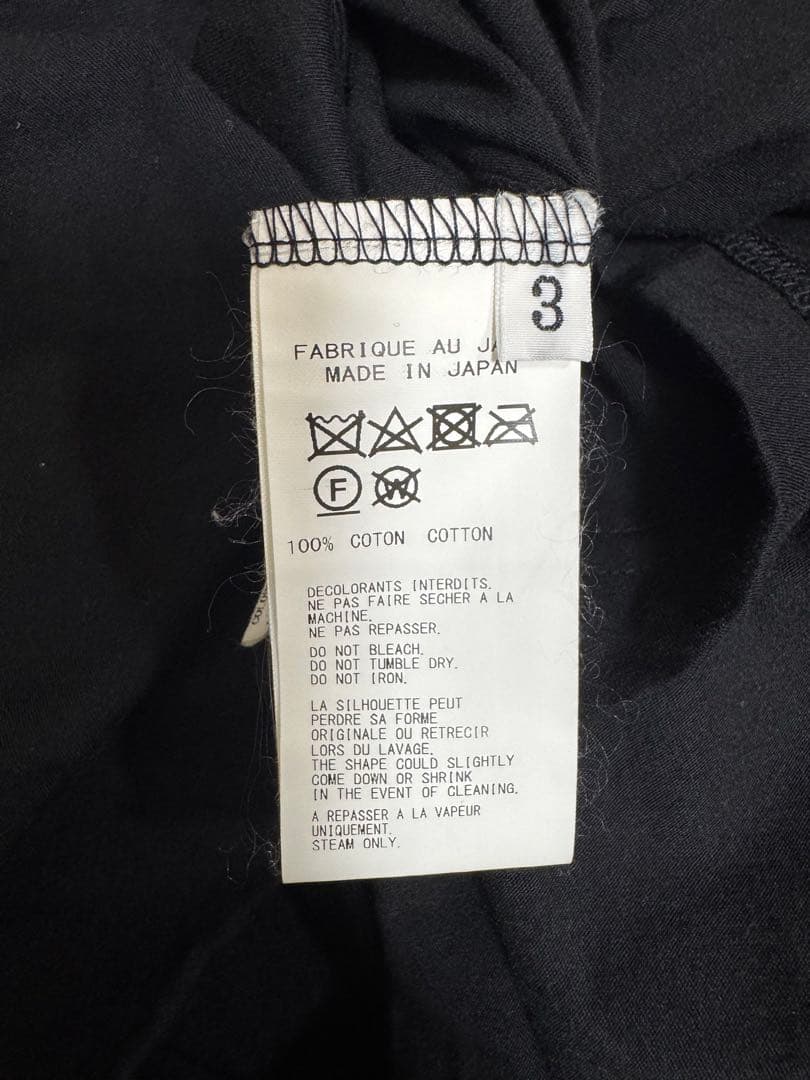 3
FABRIQUE AU
MADE IN JAPAN
F
W
100% COTON COTTON
DECOLORANTS INTERDITS.
NE PAS FAIRE SECHER A LA
MACHINE.
NE PAS REPASSER.
DO NOT BLEACH.
DO NOT TUMBLE DRY.
DO NOT IRON.
LA SILHOUETTE PEUT
PERDRE SA FORME
ORIGINALE OU RETRECIR
LORS DU LAVAGE.
THE SHAPE COULD SLIGHTLY
COME DOWN OR SHRINK
IN THE EVENT OF CLEANING.
A REPASSER A LA VAPEUR
UNIQUEMENT.
STEAM ONLY.